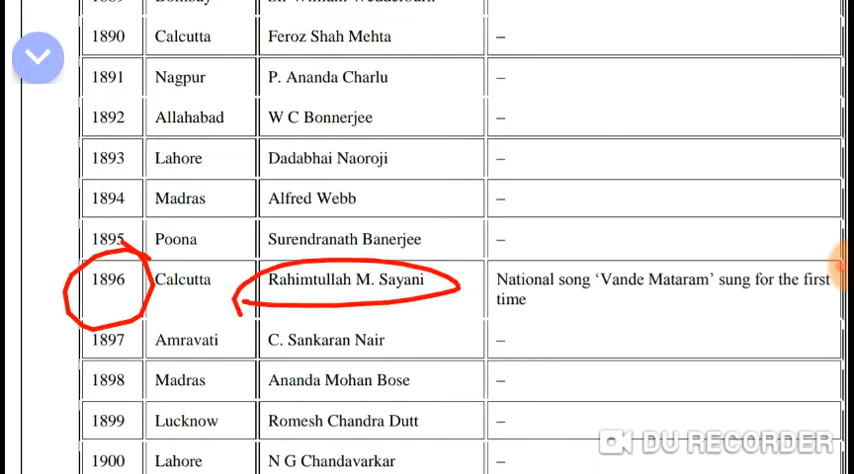 1890 Calcutta Feroz Shah Mehta –
1891 Nagpur P. Ananda Charlu –
1892 Allahabad W C Bonnerjee –
1893 Lahore Dadabhai Naoroji –
1894 Madras Alfred Webb –
1895 Poona Surendranath Banerjee –
1896 Calcutta Rahimtullah M. Sayani National song ‘Vande Mataram’ sung for the first
time
1897 Amravati C. Sankaran Nair –
1898 Madras Ananda Mohan Bose –
1899 Lucknow Romesh Chandra Dutt –
DU RECORDER
1900 Lahore N G Chandavarkar –